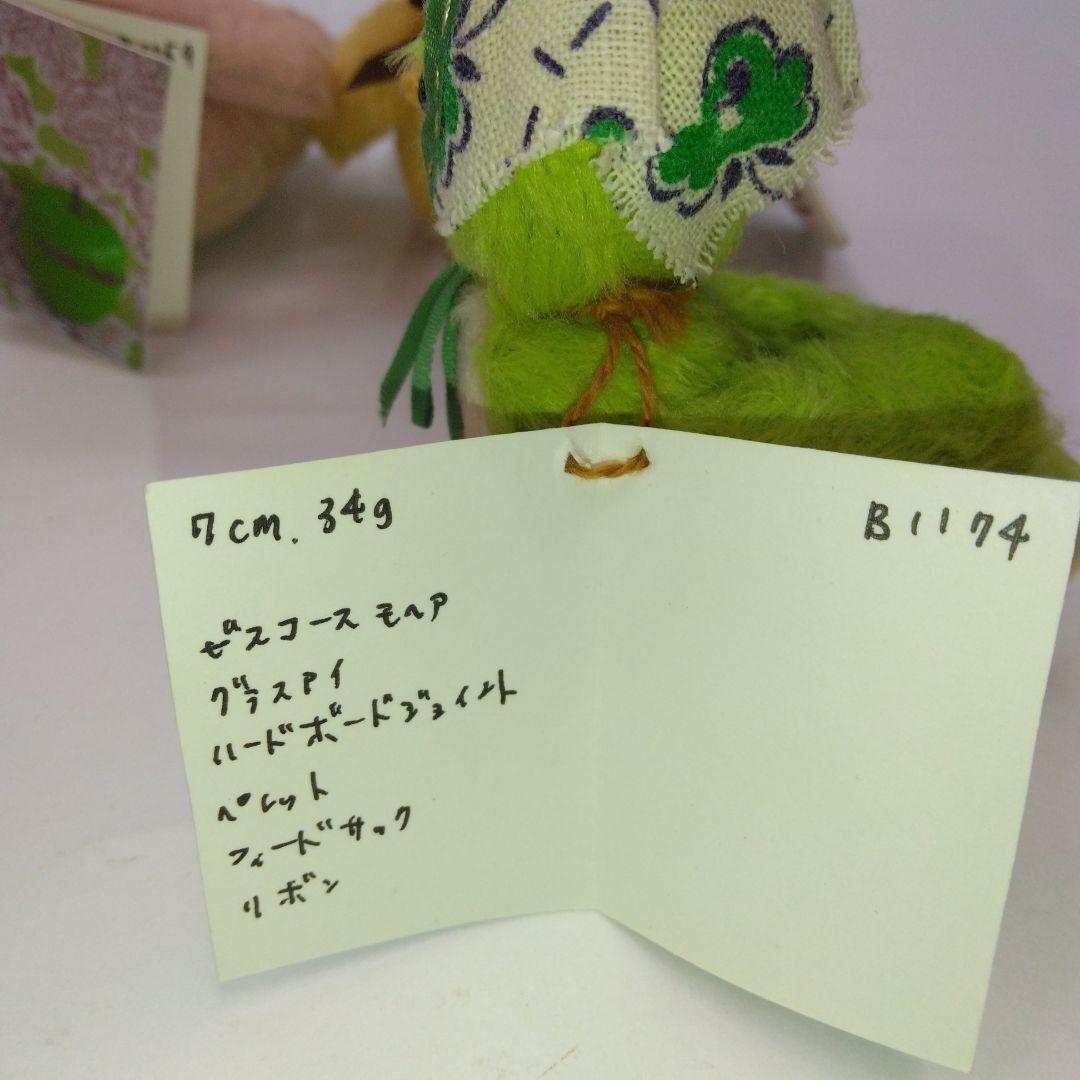 7cm. 34g
B1174
ゼスコース モヘア
グラスアイ
ハードボードジョイント
ペレット
フィードサック
リボン